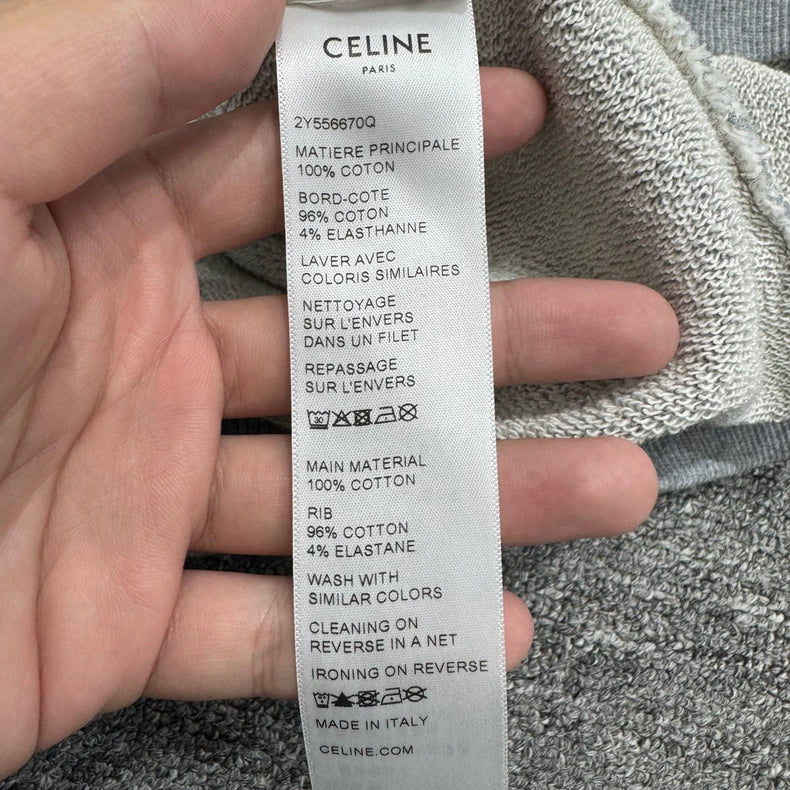 CELINE
PARIS
2Y556670Q
MATIERE PRINCIPALE
100% COTON
BORD-COTE
96% COTON
4% ELASTHANNE
LAVER AVEC
COLORIS SIMILAIRES
NETTOYAGE
SUR L'ENVERS
DANS UN FILET
REPASSAGE
SUR L'ENVERS
30
MAIN MATERIAL
100% COTTON
RIB
96% COTTON
4% ELASTANE
WASH WITH
SIMILAR COLORS
CLEANING ON
REVERSE IN A NET
IRONING ON REVERSE
MADE IN ITALY
CELINE.COM